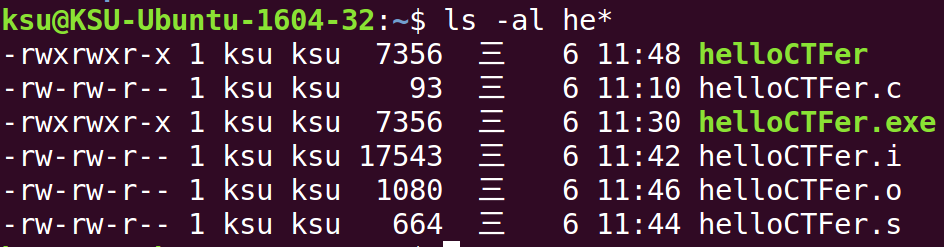 ksu@KSU-Ubuntu-1604-32:~$ ls -al he*
-rwxrwxr-x 1 ksu ksu  7356  三   6 11:48 helloCTFer
-rw-rw-r-- 1 ksu ksu    93  三   6 11:10 helloCTFer.c
-rwxrwxr-x 1 ksu ksu  7356  三   6 11:30 helloCTFer.exe
-rw-rw-r-- 1 ksu ksu 17543  三   6 11:42 helloCTFer.i
-rw-rw-r-- 1 ksu ksu  1080  三   6 11:46 helloCTFer.o
-rw-rw-r-- 1 ksu ksu   664  三   6 11:44 helloCTFer.s